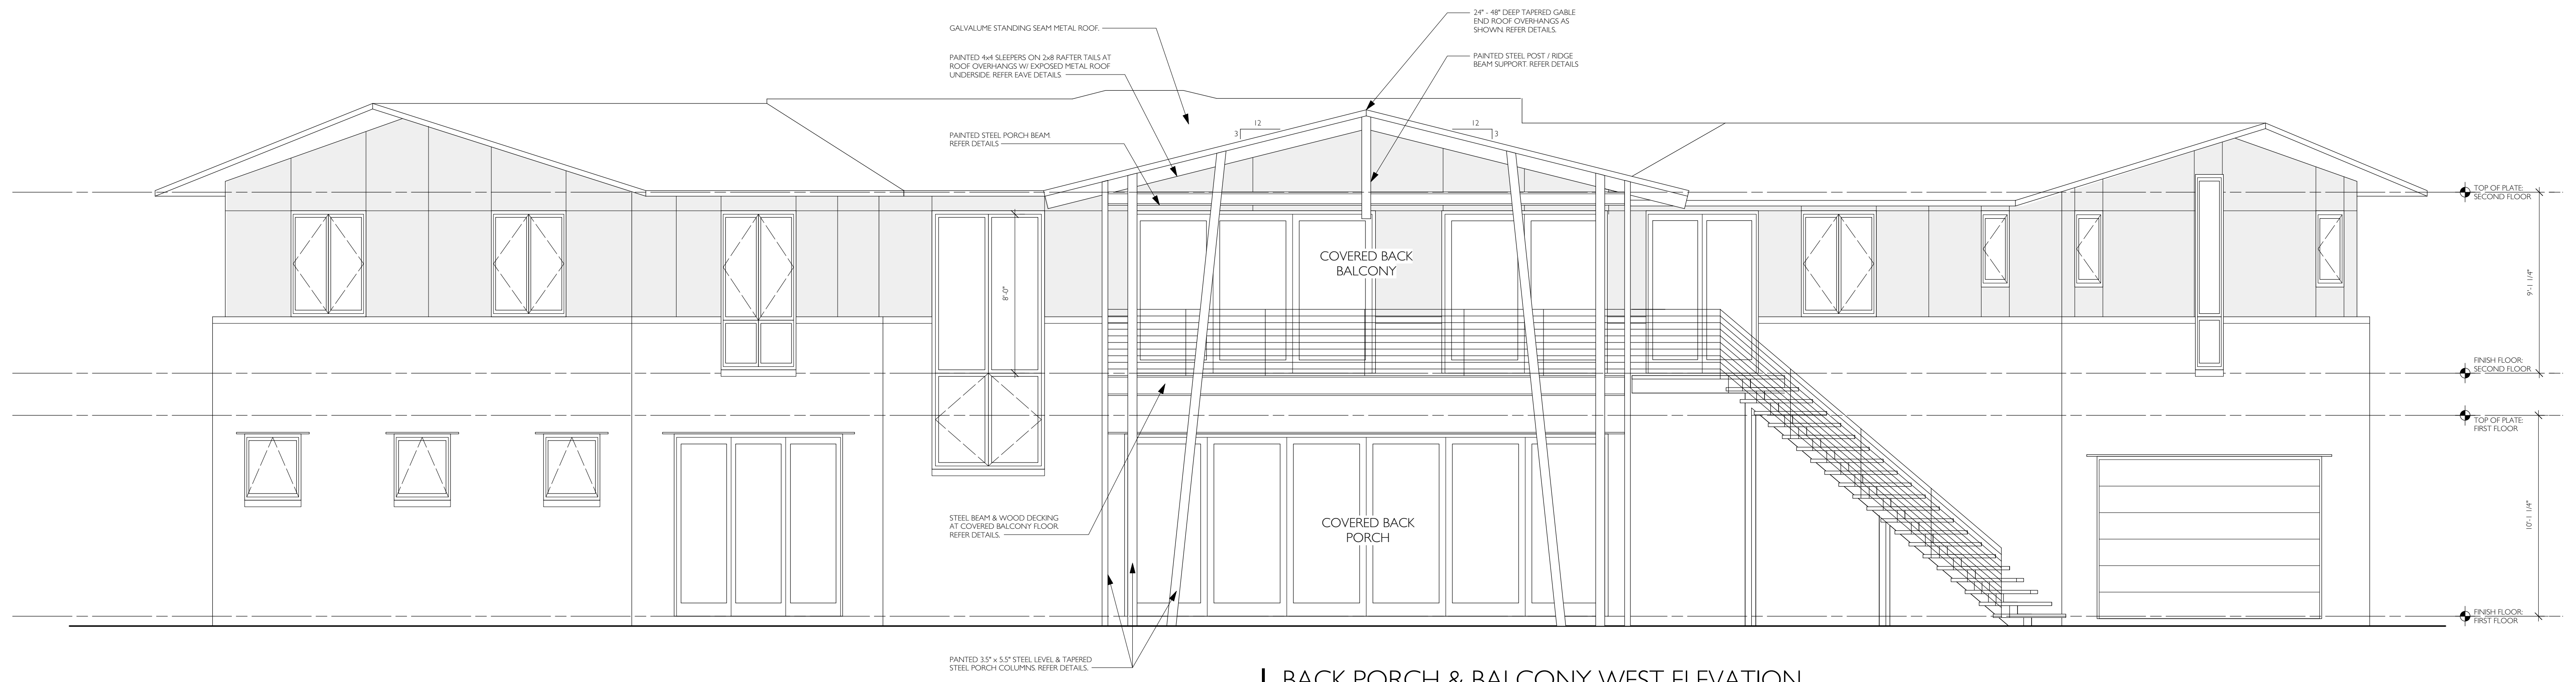 GALVALUME STANDING SEAM METAL ROOF.
PAINTED 4x4 SLEEPERS ON 2x8 RAFTER TAILS AT
ROOF OVERHANGS W/ EXPOSED METAL ROOF
UNDERSIDE. REFER EAVE DETAILS
PAINTED STEEL PORCH BEAM.
REFER DETAILS
24" - 48" DEEP TAPERED GABLE
END ROOF OVERHANGS AS
SHOWN. REFER DETAILS.
PAINTED STEEL POST / RIDGE
BEAM SUPPORT. REFER DETAILS
12
3
12
3
TOP OF PLATE:
SECOND FLOOR
9'-1 1/4"
8'-0"
COVERED BACK
BALCONY
FINISH FLOOR:
SECOND FLOOR
TOP OF PLATE:
FIRST FLOOR
10'-1 1/4"
STEEL BEAM & WOOD DECKING
AT COVERED BALCONY FLOOR.
REFER DETAILS.
COVERED BACK
PORCH
FINISH FLOOR:
FIRST FLOOR
PANTED 3.5" x 5.5" STEEL LEVEL & TAPERED
STEEL PORCH COLUMNS. REFER DETAILS.
BACK PORCH & BALCONY WEST ELEVATION